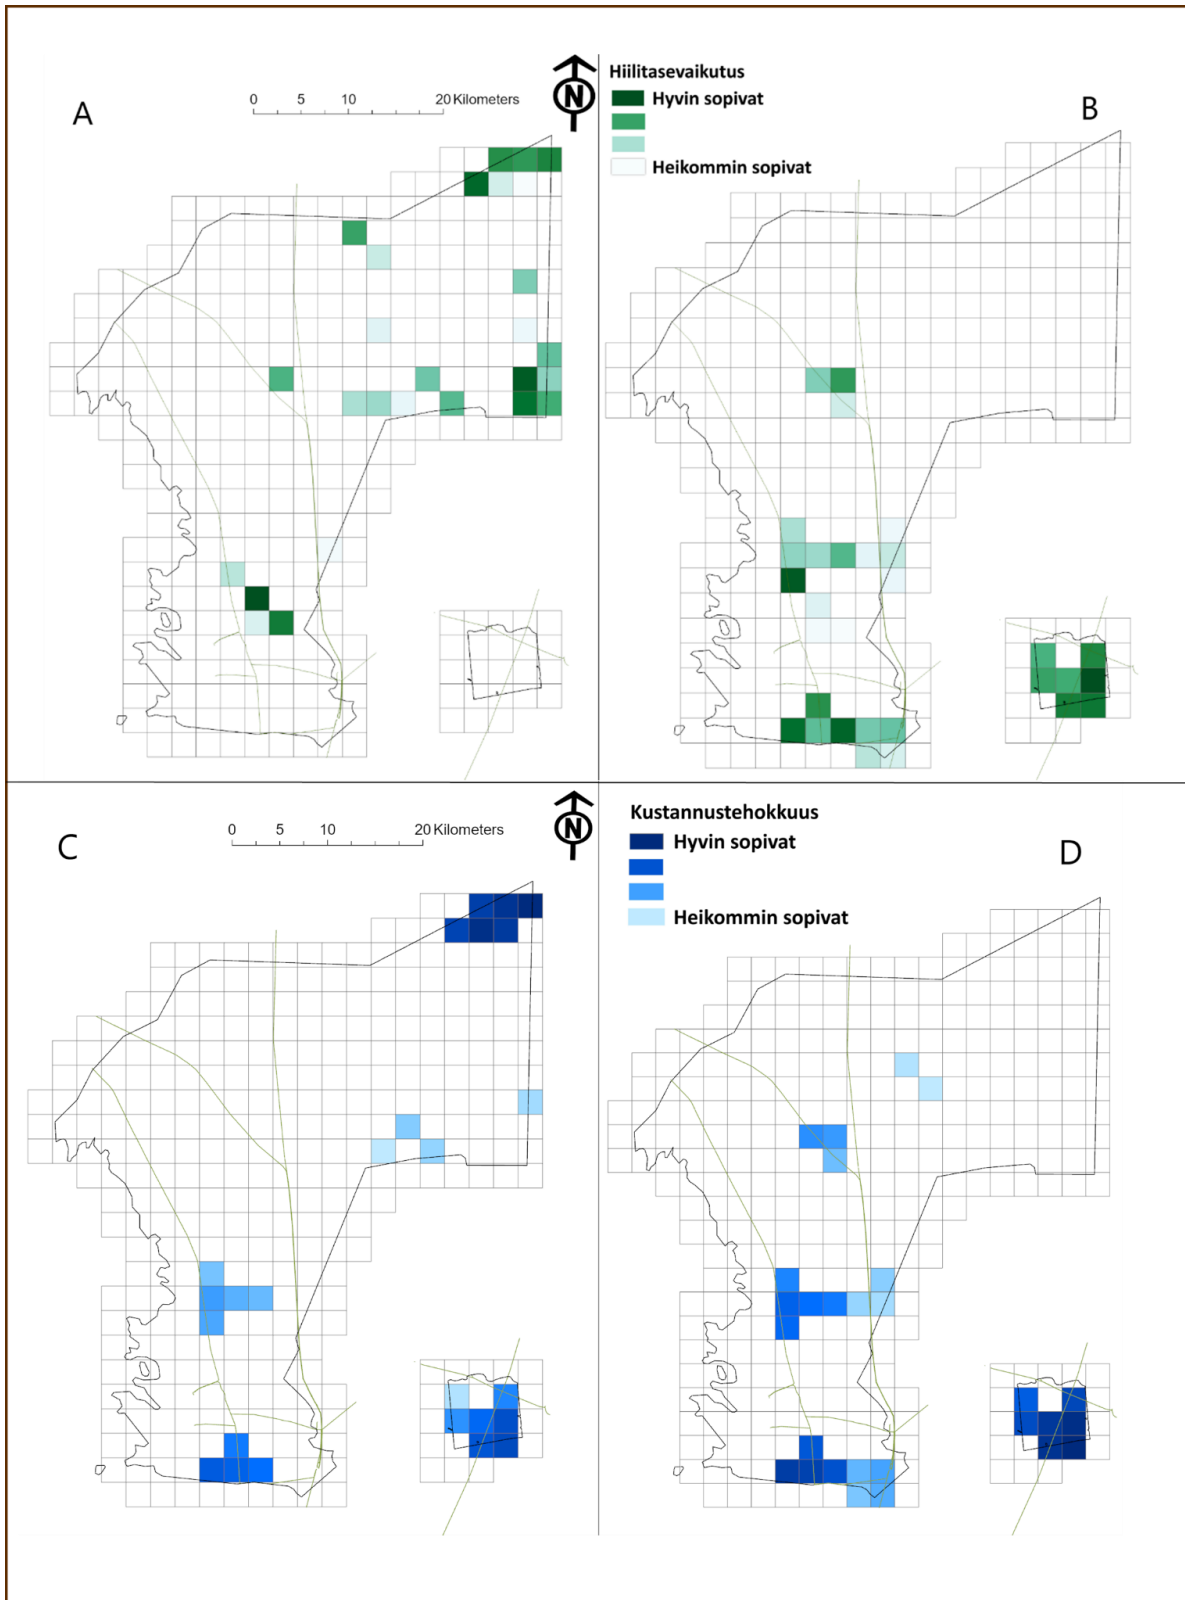 A
0 5 10 20 Kilometers
N
Hiilitasevaikutus
Hyvin sopivat
Heikommin sopivat
B
C
0 5 10 20 Kilometers
N
Kustannustehokkuus
Hyvin sopivat
Heikommin sopivat
D